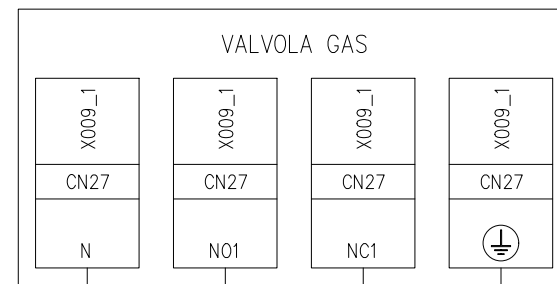 VALVOLA GAS
X009_1 X009_1 X009_1 X009_1
CN27 CN27 CN27 CN27
N NO1 NC1